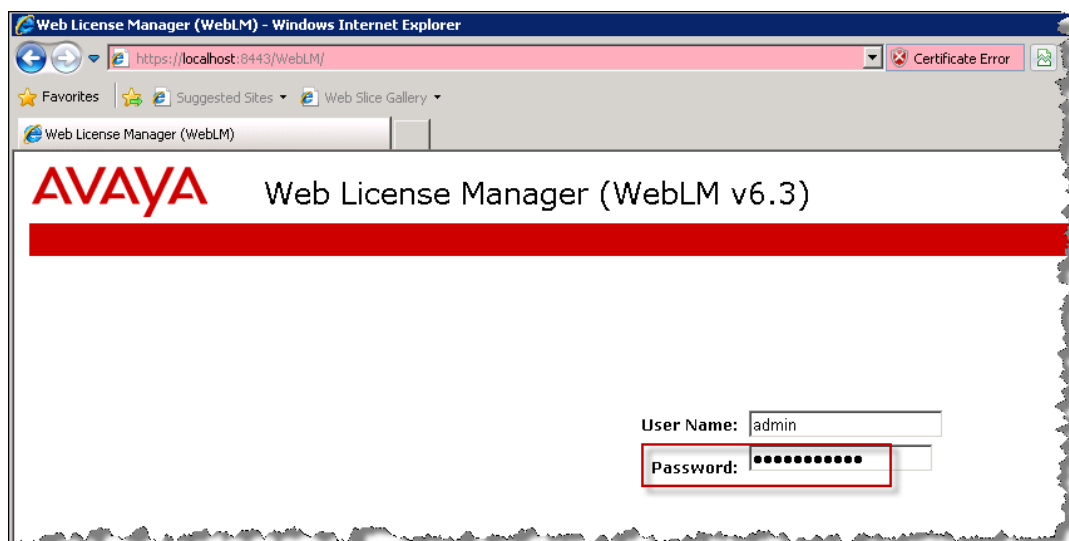 Web License Manager (WebLM) - Windows Internet Explorer
https://localhost:8443/WebLM/
Certificate Error
Favorites
Suggested Sites
Web Slice Gallery
Web License Manager (WebLM)
AVAYA
Web License Manager (WebLM v6.3)
User Name: admin
Password: •••••••••••